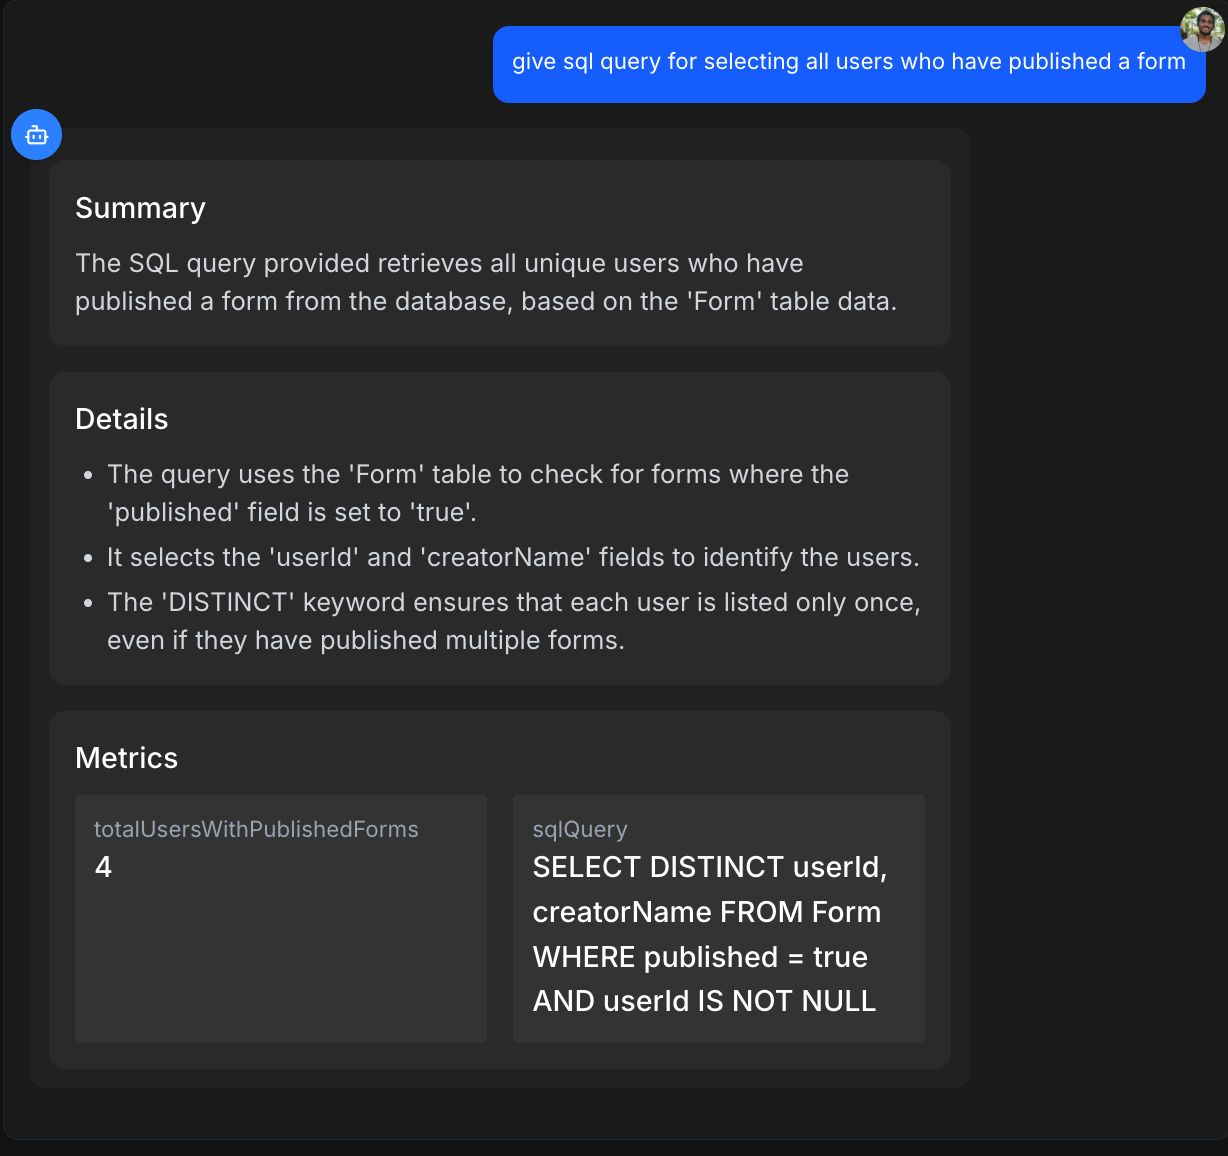 give sql query for selecting all users who have published a form
Summary
The SQL query provided retrieves all unique users who have
published a form from the database, based on the 'Form' table data.
Details
• The query uses the 'Form' table to check for forms where the
'published' field is set to 'true'.
• It selects the 'userId' and 'creatorName' fields to identify the users.
• The 'DISTINCT' keyword ensures that each user is listed only once,
even if they have published multiple forms.
Metrics
totalUsersWithPublishedForms
4
sqlQuery
SELECT DISTINCT userId,
creatorName FROM Form
WHERE published = true
AND userId IS NOT NULL